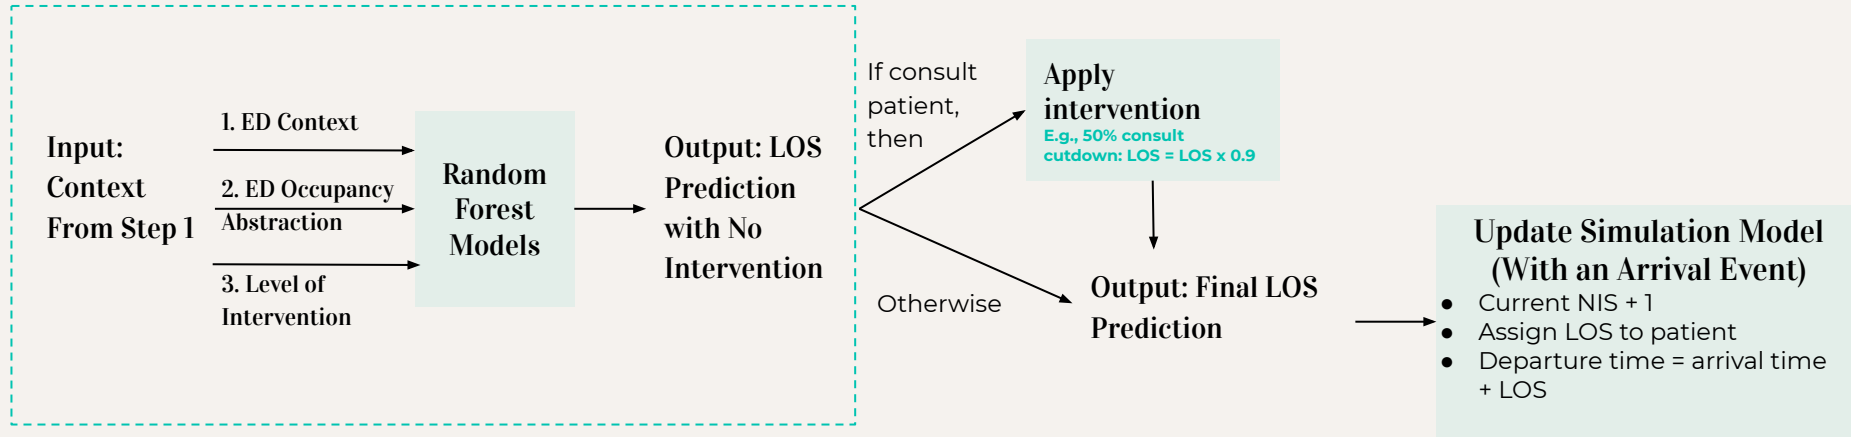 Input:
Context
From Step 1
1. ED Context
2. ED Occupancy
Abstraction
3. Level of
Intervention
Random
Forest
Models
Output: LOS
Prediction
with No
Intervention
If consult
patient,
then
Otherwise
Apply
intervention
E.g., 50% consult
cutdown: LOS = LOS x 0.9
Output: Final LOS
Prediction
Update Simulation Model
(With an Arrival Event)
● Current NIS + 1
● Assign LOS to patient
● Departure time = arrival time
+ LOS